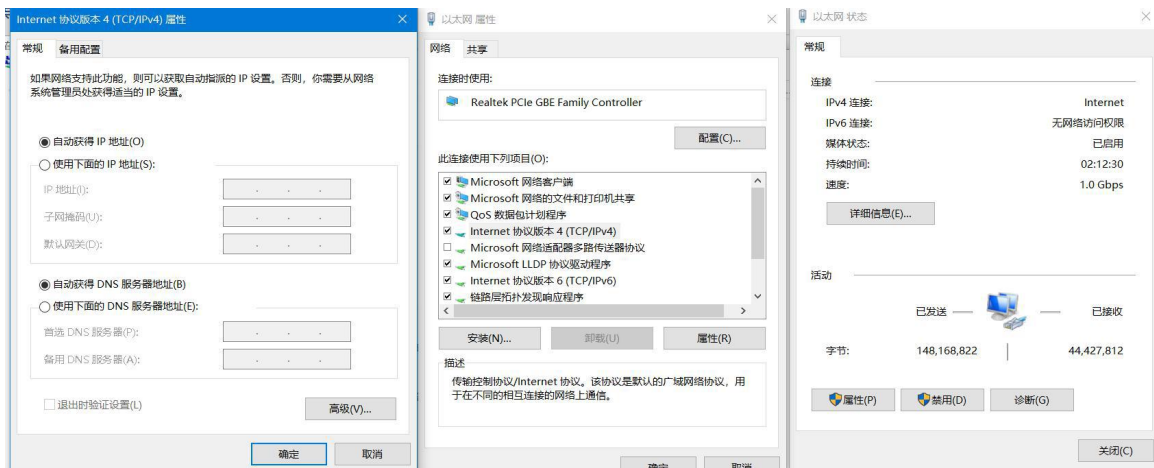 Internet 协议版本 4 (TCP/IPv4) 属性
常规
备用配置
如果网络支持此功能，则可以获取自动指派的 IP 设置。否则，你需要从网络
系统管理员处获得适当的 IP 设置。
自动获得 IP 地址(O)
使用下面的 IP 地址(S):
IP 地址(I):
子网掩码(U):
默认网关(D):
自动获得 DNS 服务器地址(B)
使用下面的 DNS 服务器地址(E):
首选 DNS 服务器(P):
备用 DNS 服务器(A):
退出时验证设置(L)
高级(V)...
确定
取消
以太网 属性
网络
共享
连接时使用:
Realtek PCIe GBE Family Controller
配置(C)...
此连接使用下列项目(O):
Microsoft 网络客户端
Microsoft 网络的文件和打印机共享
QoS 数据包计划程序
Internet 协议版本 4 (TCP/IPv4)
Microsoft 网络适配器多路传送器协议
Microsoft LLDP 协议驱动程序
Internet 协议版本 6 (TCP/IPv6)
链路层拓扑发现响应程序
安装(N)...
卸载(U)
属性(R)
描述
传输控制协议/Internet 协议。该协议是默认的广域网络协议，用
于在不同的相互连接的网络上通信。
确定
取消
以太网 状态
常规
连接
IPv4 连接: Internet
IPv6 连接: 无网络访问权限
媒体状态: 已启用
持续时间: 02:12:30
速度: 1.0 Gbps
详细信息(E)...
活动
已发送 — — 已接收
字节: 148,168,822 | 44,427,812
属性(P)
禁用(D)
诊断(G)
关闭(C)